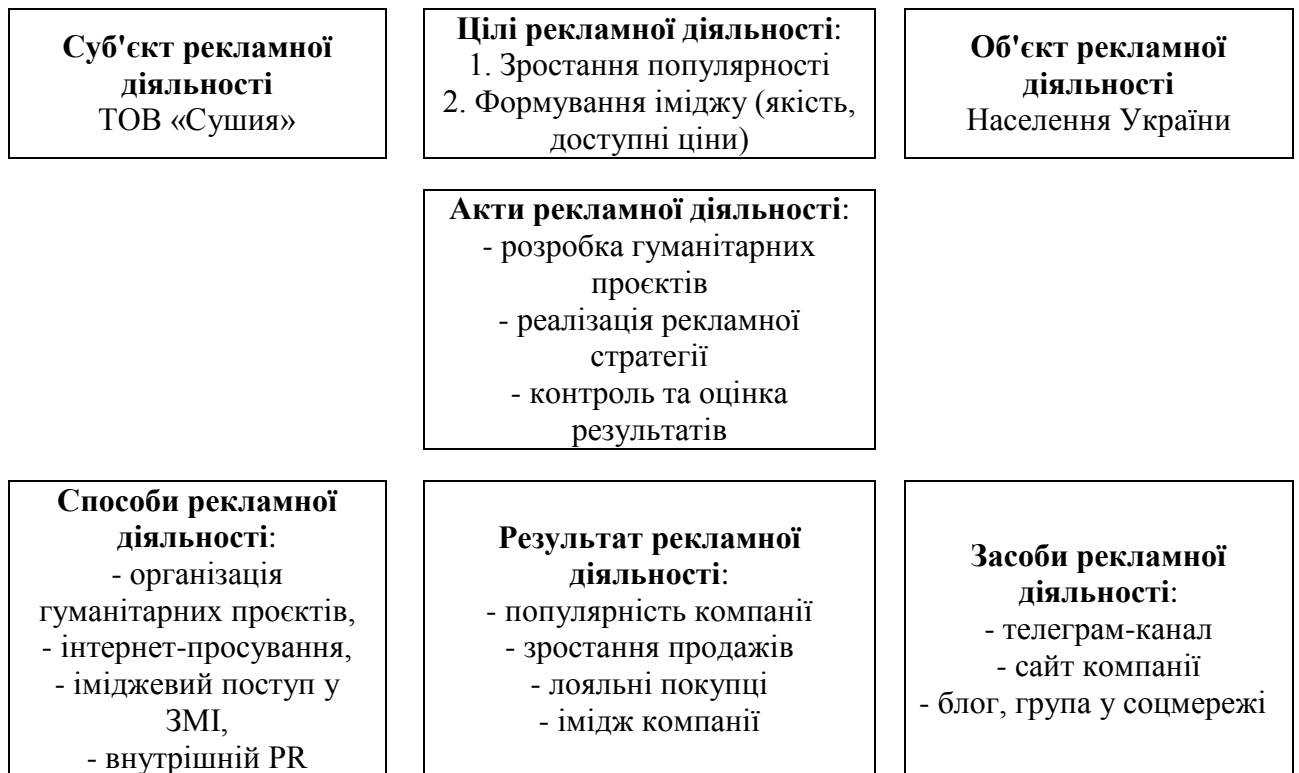 Суб'єкт рекламної
діяльності
ТОВ «Сушия»
Цілі рекламної діяльності:
1. Зростання популярності
2. Формування іміджу (якість,
доступні ціни)
Об'єкт рекламної
діяльності
Населення України
Акти рекламної діяльності:
- розробка гуманітарних
проєктів
- реалізація рекламної
стратегії
- контроль та оцінка
результатів
Способи рекламної
діяльності:
- організація
гуманітарних проєктів,
- інтернет-просування,
- іміджевий поступ у
ЗМІ,
- внутрішній PR
Результат рекламної
діяльності:
- популярність компанії
- зростання продажів
- лояльні покупці
- імідж компанії
Засоби рекламної
діяльності:
- телеграм-канал
- сайт компанії
- блог, група у соцмережі